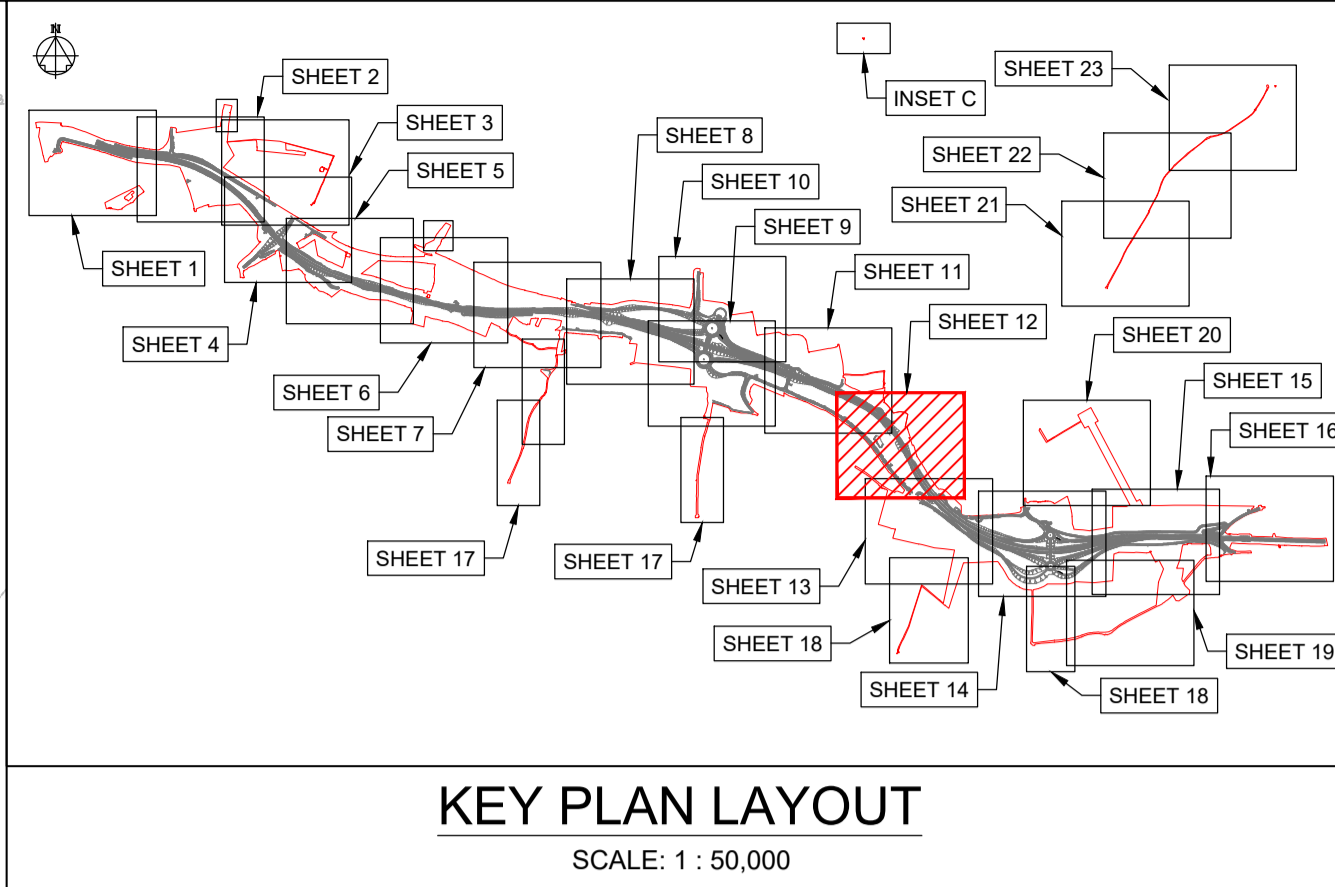 N
SHEET 2
SHEET 3
SHEET 5
SHEET 1
SHEET 4
SHEET 6
SHEET 7
SHEET 17
SHEET 8
SHEET 10
SHEET 9
SHEET 11
SHEET 12
INSET C
SHEET 23
SHEET 22
SHEET 21
SHEET 20
SHEET 15
SHEET 16
SHEET 17
SHEET 13
SHEET 18
SHEET 14
SHEET 18
SHEET 19
KEY PLAN LAYOUT
SCALE: 1 : 50,000